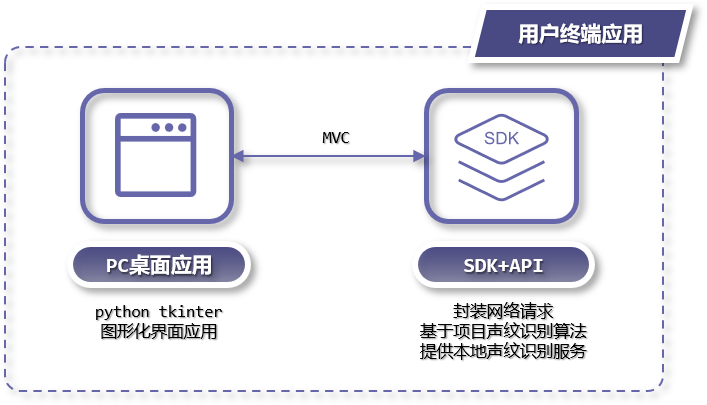 用户终端应用
MVC
SDK
PC桌面应用
SDK+API
python tkinter
图形化界面应用
封装网络请求
基于项目声纹识别算法
提供本地声纹识别服务